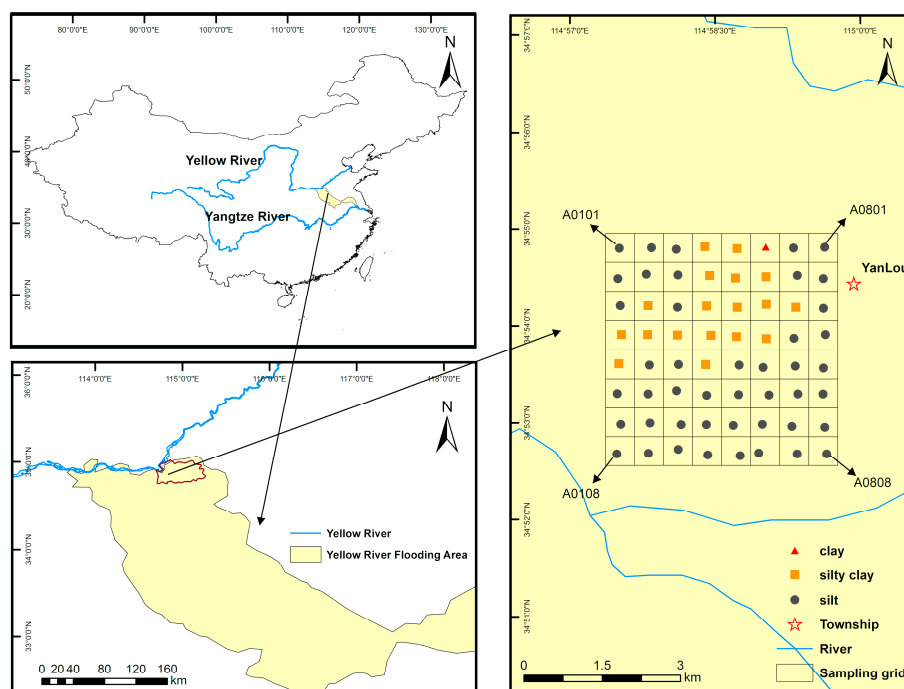 80°0'0"E 90°0'0"E 100°0'0"E 110°0'0"E 120°0'0"E 130°0'0"E
N
50°0'0"N
40°0'0"N
30°0'0"N
20°0'0"N
Yellow River
Yangtze River
114°0'0"E 115°0'0"E 116°0'0"E 117°0'0"E 118°0'0"E
36°0'0"N
35°0'0"N
34°0'0"N
33°0'0"N
N
Yellow River
Yellow River Flooding Area
0 20 40 80 120 160
km
114°57'0"E 114°58'30"E 115°0'0"E
34°57'0"N
34°56'0"N
34°55'0"N
34°54'0"N
34°53'0"N
34°52'0"N
34°51'0"N
N
A0101
A0801
YanLou
A0108
A0808
clay
silty clay
silt
Township
River
Sampling grid
0 1.5 3
km